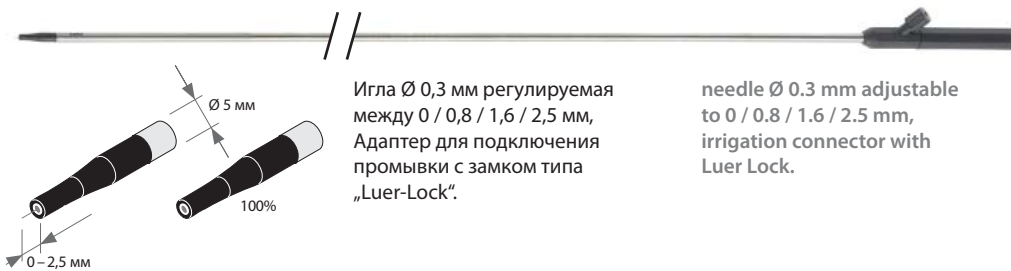 Ø 5 мм
100%
0–2,5 мм
Игла Ø 0,3 мм регулируемая
между 0 / 0,8 / 1,6 / 2,5 мм,
Адаптер для подключения
промывки с замком типа
„Luer-Lock“.
needle Ø 0.3 mm adjustable
to 0 / 0.8 / 1.6 / 2.5 mm,
irrigation connector with
Luer Lock.